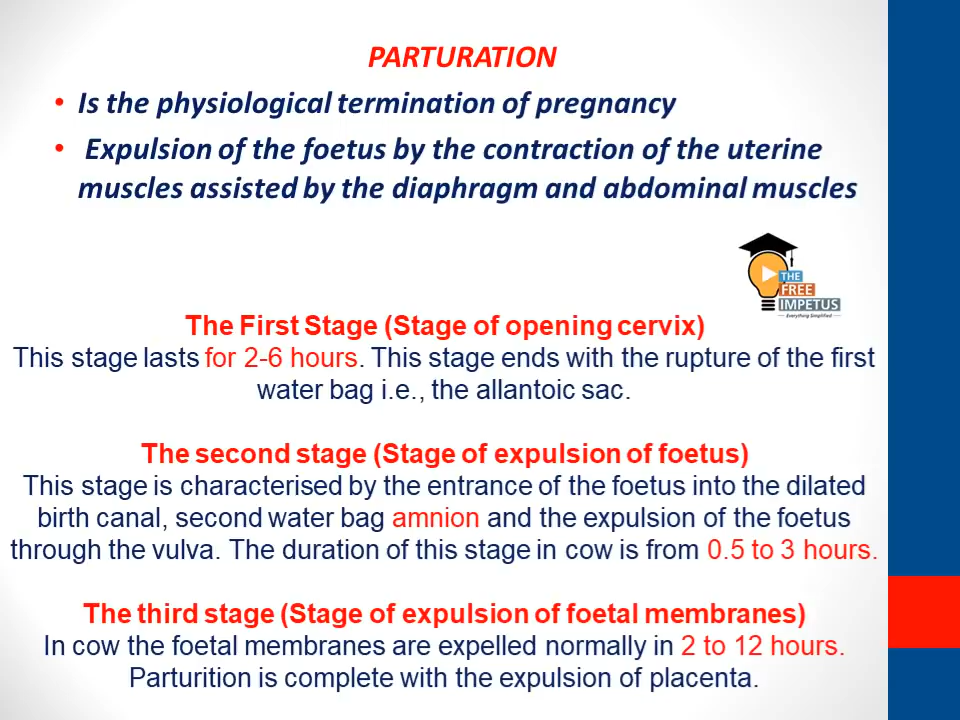 PARTURATION
• Is the physiological termination of pregnancy
• Expulsion of the foetus by the contraction of the uterine
muscles assisted by the diaphragm and abdominal muscles
THE
FREE
IMPETUS
Everything Simplified
The First Stage (Stage of opening cervix)
This stage lasts for 2-6 hours. This stage ends with the rupture of the first
water bag i.e., the allantoic sac.
The second stage (Stage of expulsion of foetus)
This stage is characterised by the entrance of the foetus into the dilated
birth canal, second water bag amnion and the expulsion of the foetus
through the vulva. The duration of this stage in cow is from 0.5 to 3 hours.
The third stage (Stage of expulsion of foetal membranes)
In cow the foetal membranes are expelled normally in 2 to 12 hours.
Parturition is complete with the expulsion of placenta.